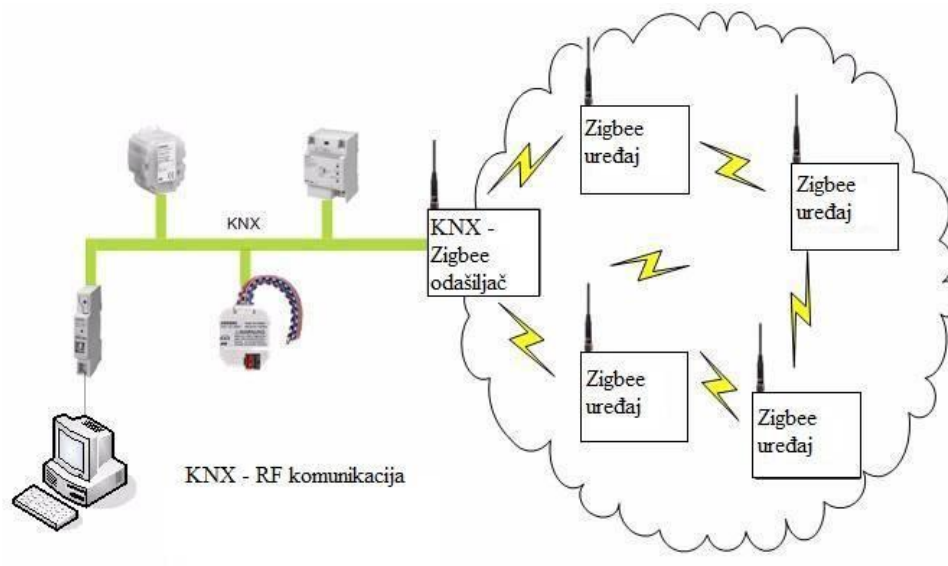 Zigbee
uređaj
Zigbee
uređaj
KNX
KNX -
Zigbee
odašiljač
Zigbee
uređaj
Zigbee
uređaj
KNX - RF komunikacija